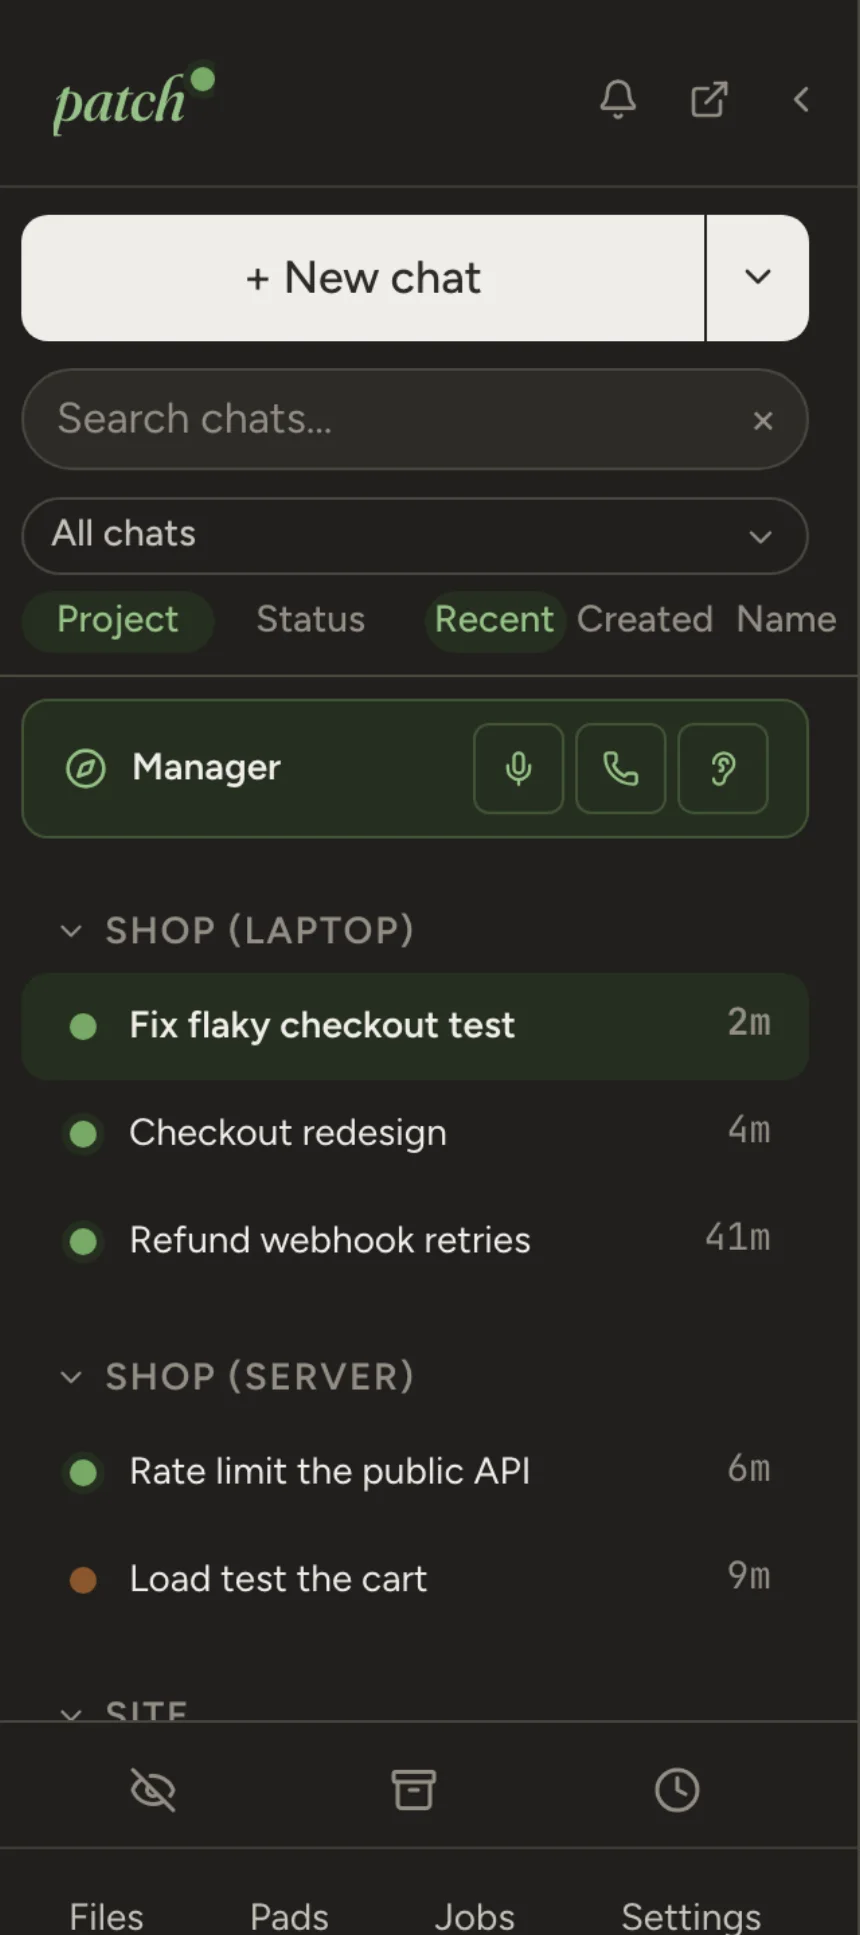 patch
+ New chat
Search chats...
All chats
Project Status Recent Created Name
Manager
SHOP (LAPTOP)
Fix flaky checkout test 2m
Checkout redesign 4m
Refund webhook retries 41m
SHOP (SERVER)
Rate limit the public API 6m
Load test the cart 9m
SITE
Files Pads Jobs Settings